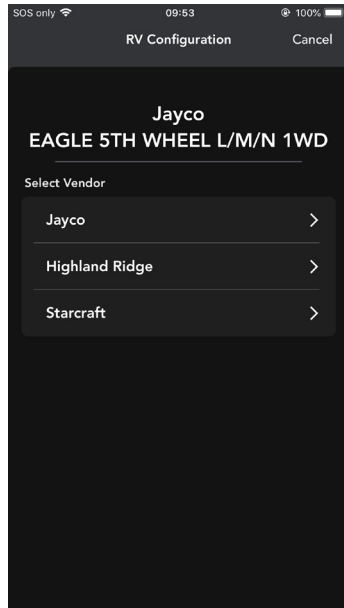 SOS only 09:53 100%
RV Configuration Cancel
Jayco
EAGLE 5TH WHEEL L/M/N 1WD
Select Vendor
Jayco
Highland Ridge
Starcraft